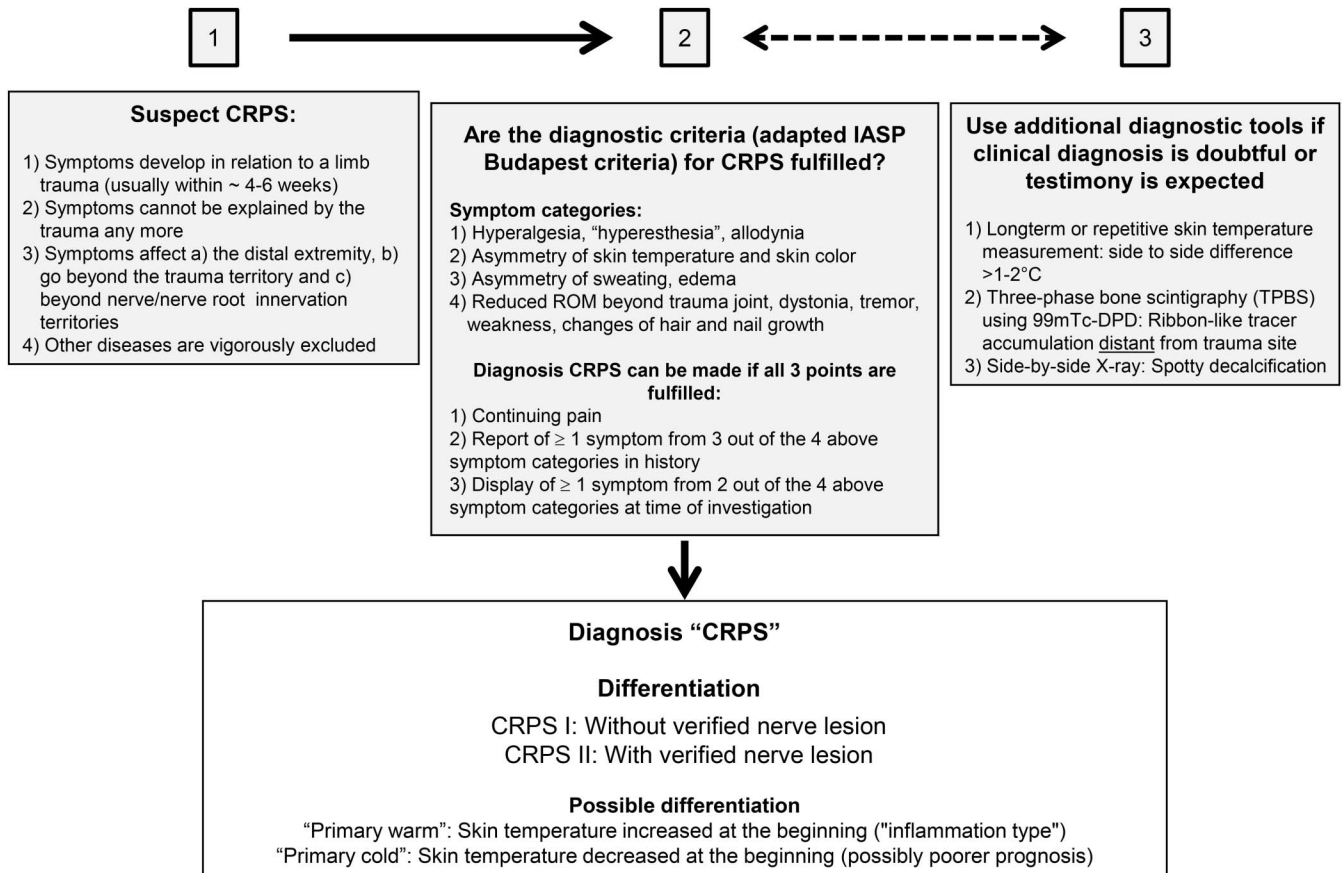 1
2
3
Suspect CRPS:
1) Symptoms develop in relation to a limb
trauma (usually within ~ 4-6 weeks)
2) Symptoms cannot be explained by the
trauma any more
3) Symptoms affect a) the distal extremity, b)
go beyond the trauma territory and c)
beyond nerve/nerve root innervation
territories
4) Other diseases are vigorously excluded
Are the diagnostic criteria (adapted IASP
Budapest criteria) for CRPS fulfilled?
Symptom categories:
1) Hyperalgesia, “hyperesthesia”, allodynia
2) Asymmetry of skin temperature and skin color
3) Asymmetry of sweating, edema
4) Reduced ROM beyond trauma joint, dystonia, tremor,
weakness, changes of hair and nail growth
Diagnosis CRPS can be made if all 3 points are
fulfilled:
1) Continuing pain
2) Report of ≥ 1 symptom from 3 out of the 4 above
symptom categories in history
3) Display of ≥ 1 symptom from 2 out of the 4 above
symptom categories at time of investigation
Use additional diagnostic tools if
clinical diagnosis is doubtful or
testimony is expected
1) Longterm or repetitive skin temperature
measurement: side to side difference
>1-2°C
2) Three-phase bone scintigraphy (TPBS)
using 99mTc-DPD: Ribbon-like tracer
accumulation distant from trauma site
3) Side-by-side X-ray: Spotty decalcification
Diagnosis “CRPS”
Differentiation
CRPS I: Without verified nerve lesion
CRPS II: With verified nerve lesion
Possible differentiation
“Primary warm”: Skin temperature increased at the beginning ("inflammation type")
“Primary cold”: Skin temperature decreased at the beginning (possibly poorer prognosis)